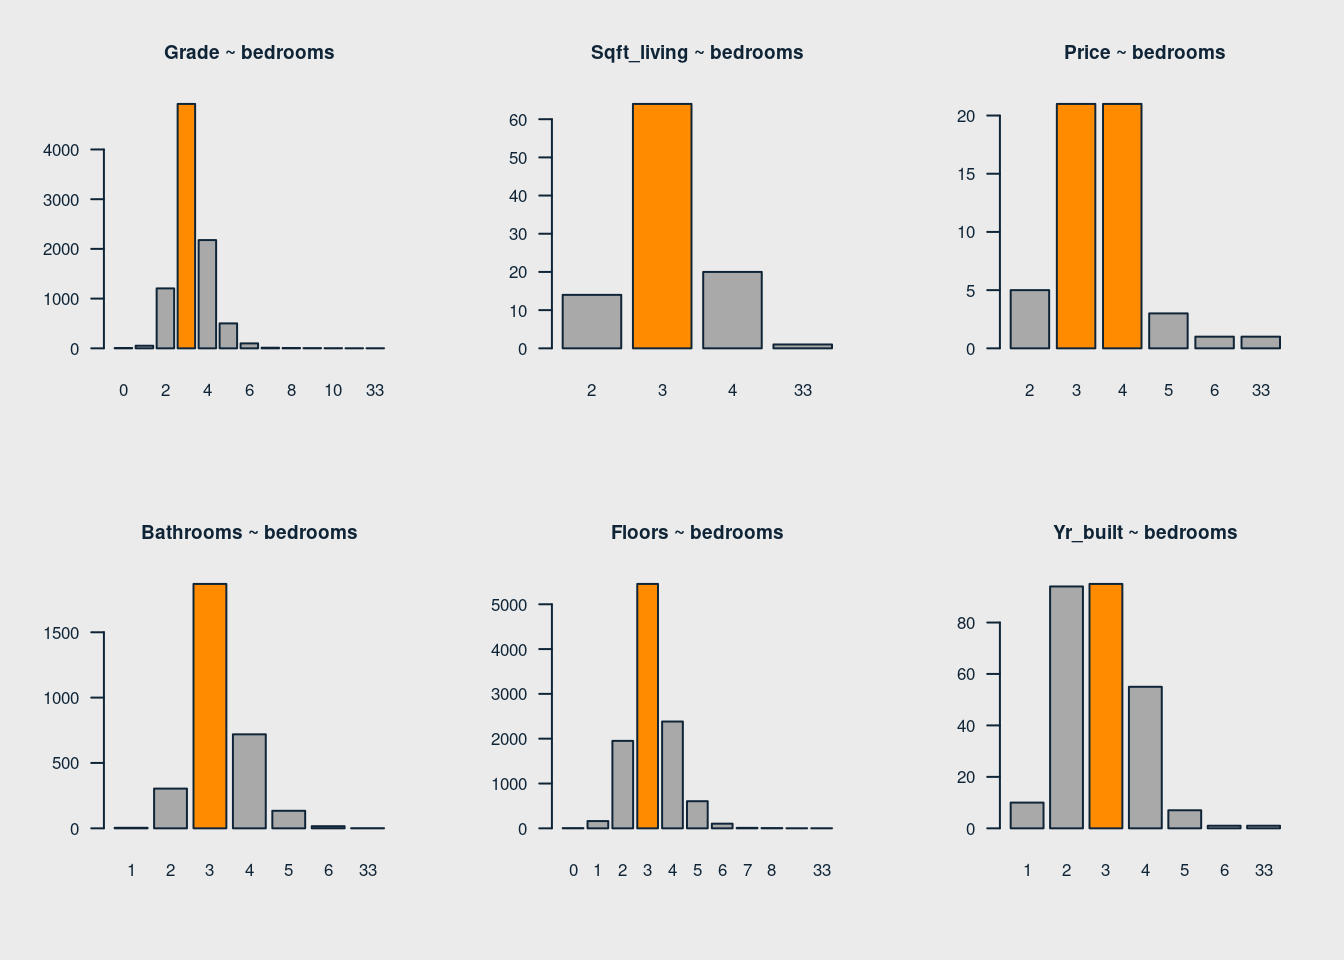 Grade ~ bedrooms
4000
3000
2000
1000
0
0 2 4 6 8 10 33
Sqft_living ~ bedrooms
60
50
40
30
20
10
0
2 3 4 33
Price ~ bedrooms
20
15
10
5
0
2 3 4 5 6 33
Bathrooms ~ bedrooms
1500
1000
500
0
1 2 3 4 5 6 33
Floors ~ bedrooms
5000
4000
3000
2000
1000
0
0 1 2 3 4 5 6 7 8 33
Yr_built ~ bedrooms
80
60
40
20
0
1 2 3 4 5 6 33